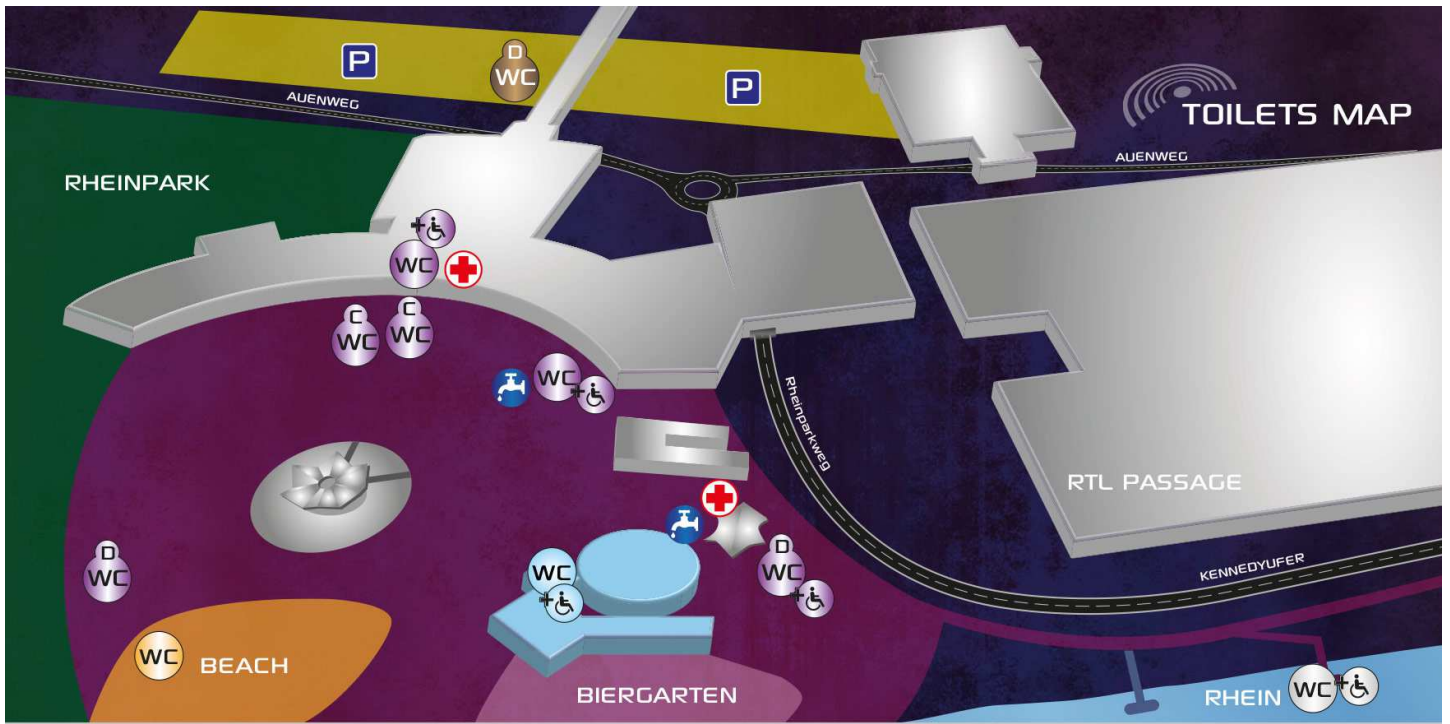 D
WC
P
P
AUENWEG
TOILETS MAP
AUENWEG
RHEINPARK
WC
C
WC
C
WC
WC
Rheinparkweg
RTL PASSAGE
D
WC
D
WC
WC
KENNEDYUFER
WC
BEACH
BIERGARTEN
RHEIN
WC